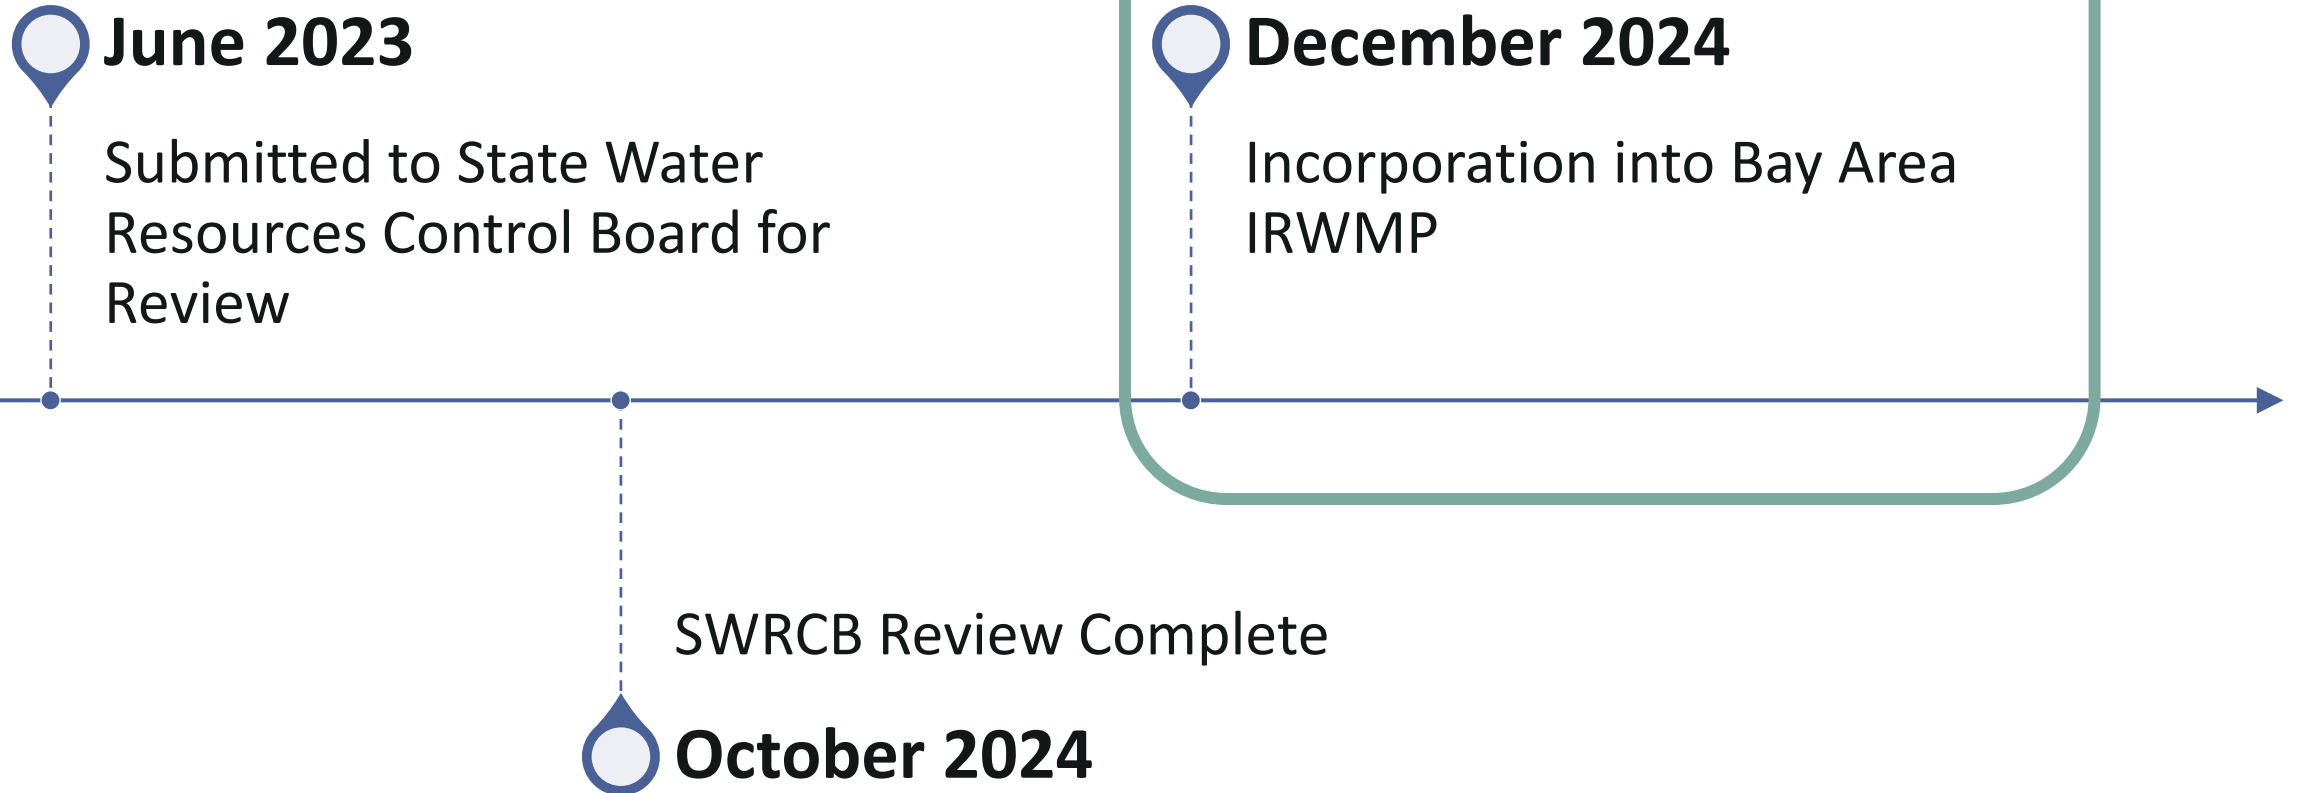 June 2023
Submitted to State Water
Resources Control Board for
Review
December 2024
Incorporation into Bay Area
IRWMP
SWRCB Review Complete
October 2024